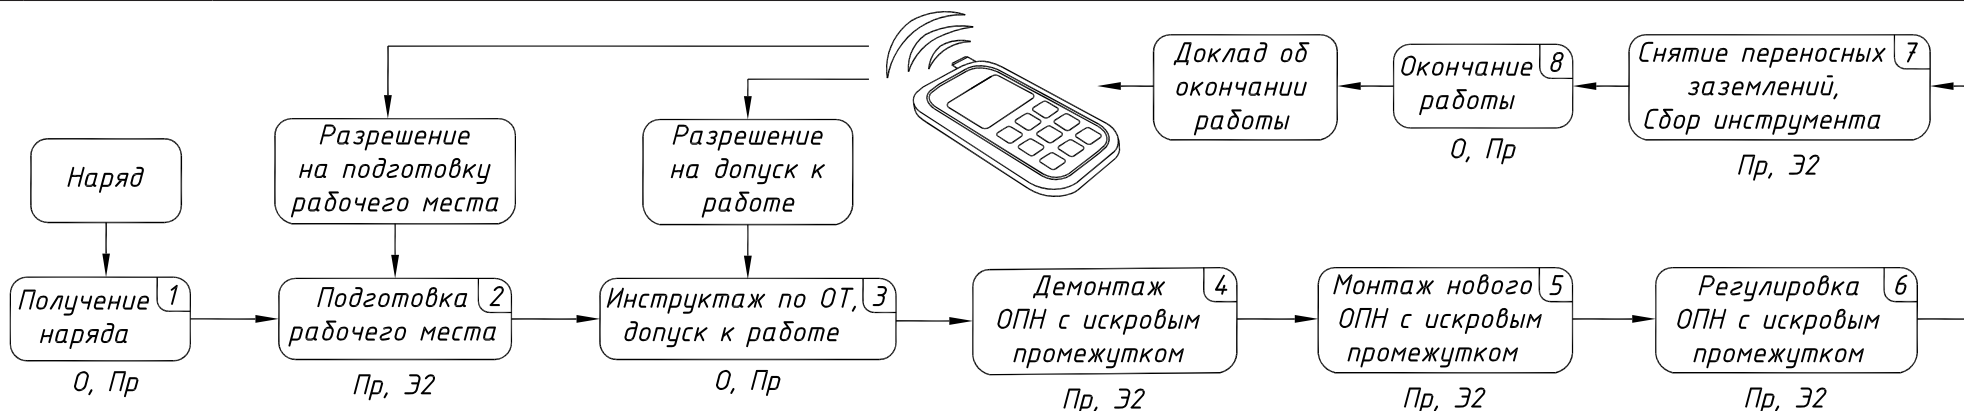 Наряд
Получение
наряда
1
О, Пр
Разрешение
на подготовку
рабочего места
Подготовка
рабочего места
2
Пр, Э2
Разрешение
на допуск к
работе
Инструктаж по ОТ,
допуск к работе
3
О, Пр
Демонтаж
ОПН с искровым
промежутком
4
Пр, Э2
Монтаж нового
ОПН с искровым
промежутком
5
Пр, Э2
Регулировка
ОПН с искровым
промежутком
6
Пр, Э2
Снятие переносных
заземлений,
Сбор инструмента
7
Пр, Э2
Окончание
работы
8
О, Пр
Доклад об
окончании
работы